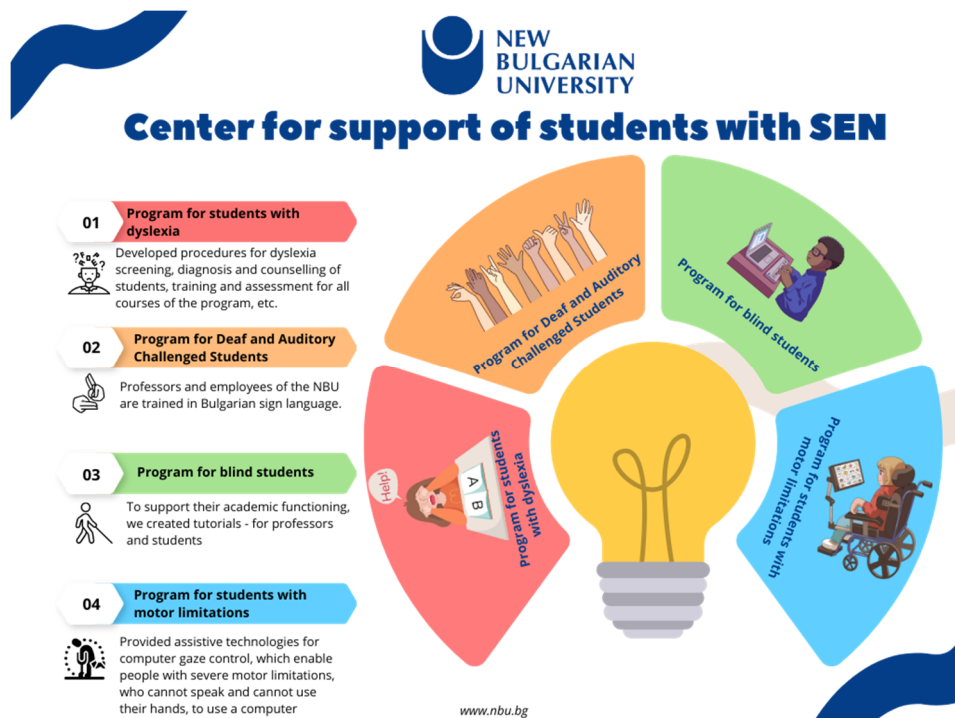 NEW
BULGARIAN
UNIVERSITY
Center for support of students with SEN
01
Program for students with
dyslexia
Developed procedures for dyslexia
screening, diagnosis and counselling of
students, training and assessment for all
courses of the program, etc.
02
Program for Deaf and Auditory
Challenged Students
Professors and employees of the NBU
are trained in Bulgarian sign language.
03
Program for blind students
To support their academic functioning,
we created tutorials - for professors
and students
04
Program for students with
motor limitations
Provided assistive technologies for
computer gaze control, which enable
people with severe motor limitations,
who cannot speak and cannot use
their hands, to use a computer
Help!
A B
Program for students
with dyslexia
Program for Deaf and Auditory
Challenged Students
Program for blind students
Program for students with
motor limitations
www.nbu.bg